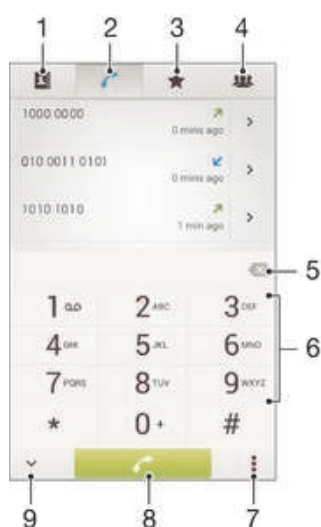 1 2 3 4
1000 0000
0 mins ago
010 0011 0101
0 mins ago
1010 1010
1 min ago
5
1 2 ABC 3 DEF
4 GHI 5 JKL 6 MNO
6
7 PQRS 8 TUV 9 WXYZ
* 0 + #
9 8 7